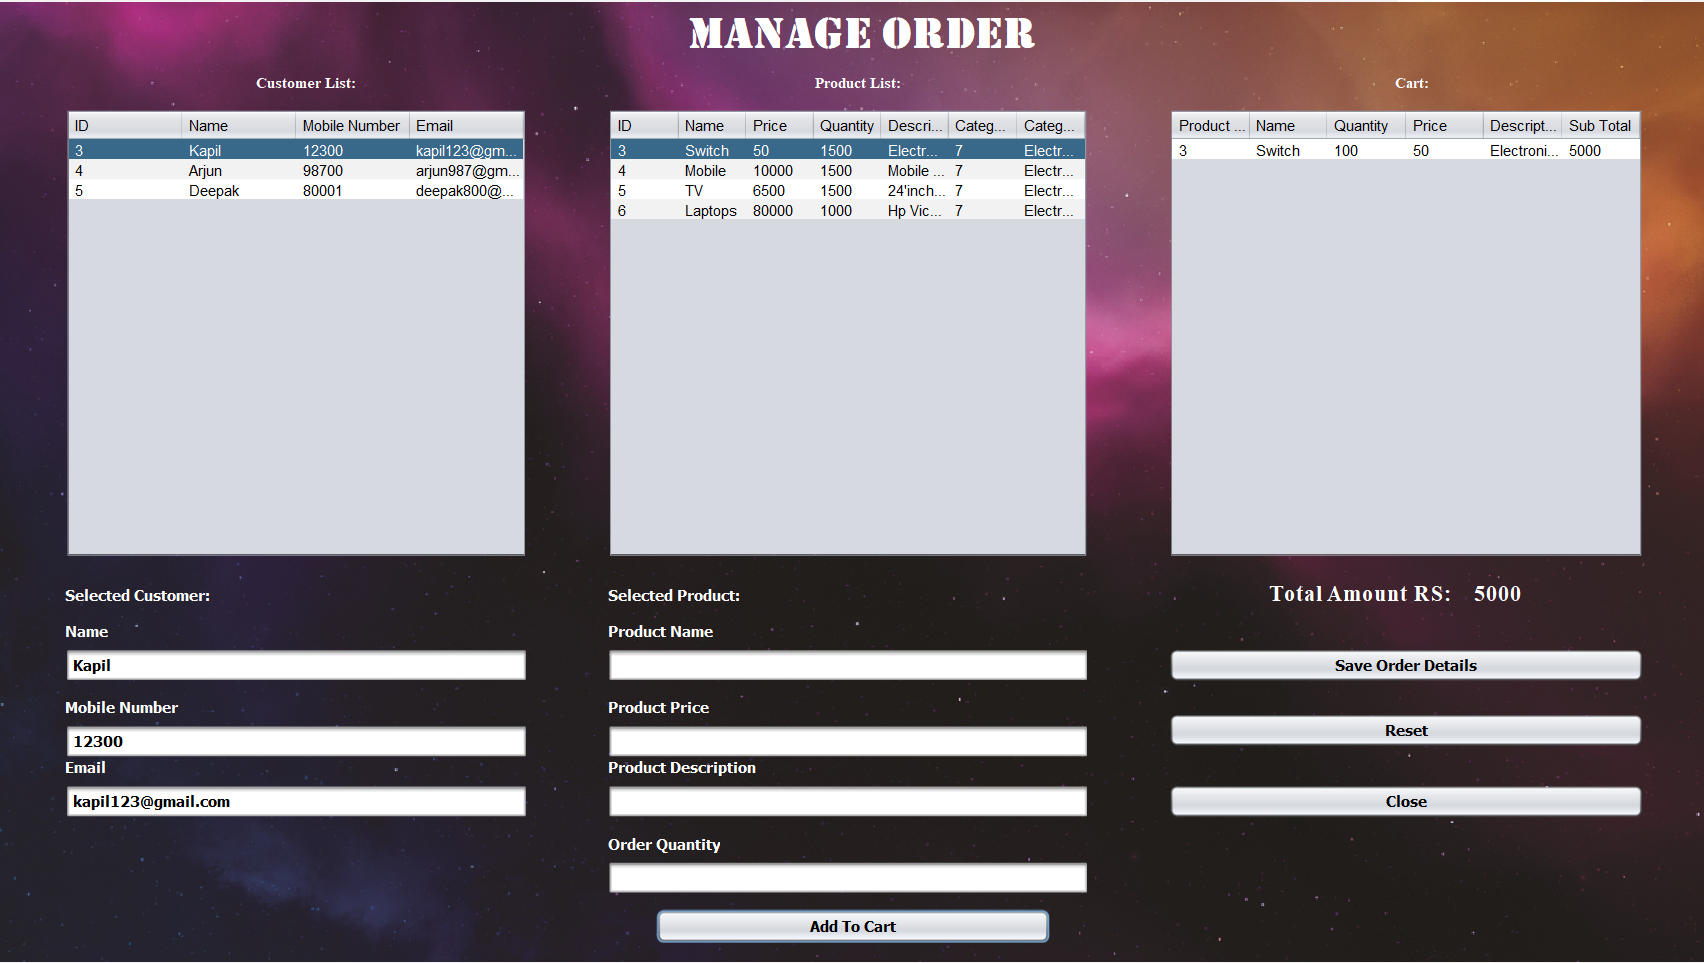 MANAGE ORDER
Customer List:
ID Name Mobile Number Email
3 Kapil 12300 kapil123@gm...
4 Arjun 98700 arjun987@gm...
5 Deepak 80001 deepak800@...
Product List:
ID Name Price Quantity Descri... Categ... Categ...
3 Switch 50 1500 Electr... 7 Electr...
4 Mobile 10000 1500 Mobile ... 7 Electr...
5 TV 6500 1500 24'inch... 7 Electr...
6 Laptops 80000 1000 Hp Vic... 7 Electr...
Cart:
Product ... Name Quantity Price Descript... Sub Total
3 Switch 100 50 Electroni... 5000
Selected Customer:
Name
Kapil
Mobile Number
12300
Email
kapil123@gmail.com
Selected Product:
Product Name
Product Price
Product Description
Order Quantity
Add To Cart
Total Amount RS: 5000
Save Order Details
Reset
Close